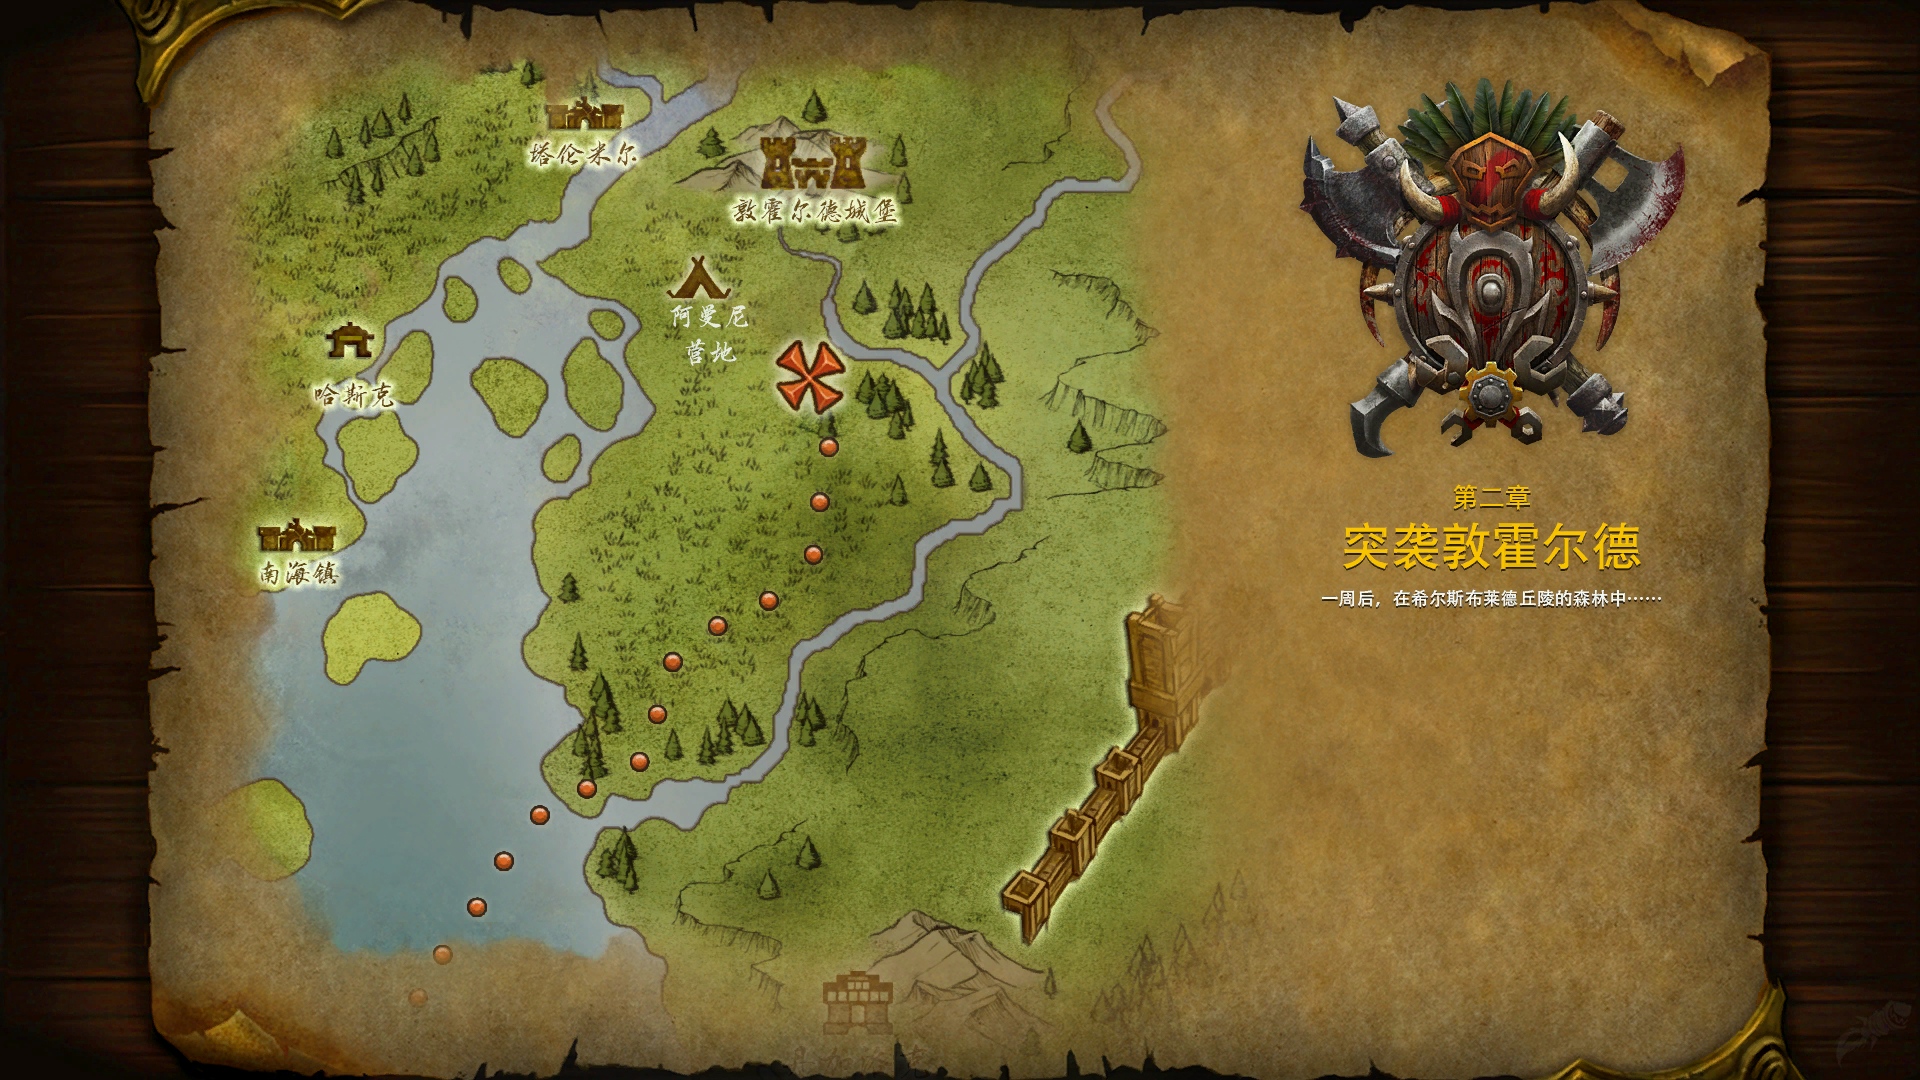 塔伦米尔
敦霍尔德城堡
阿曼尼
营地
哈斯克
南海镇
第二章
突袭敦霍尔德
一周后，在希尔斯布莱德丘陵的森林中……